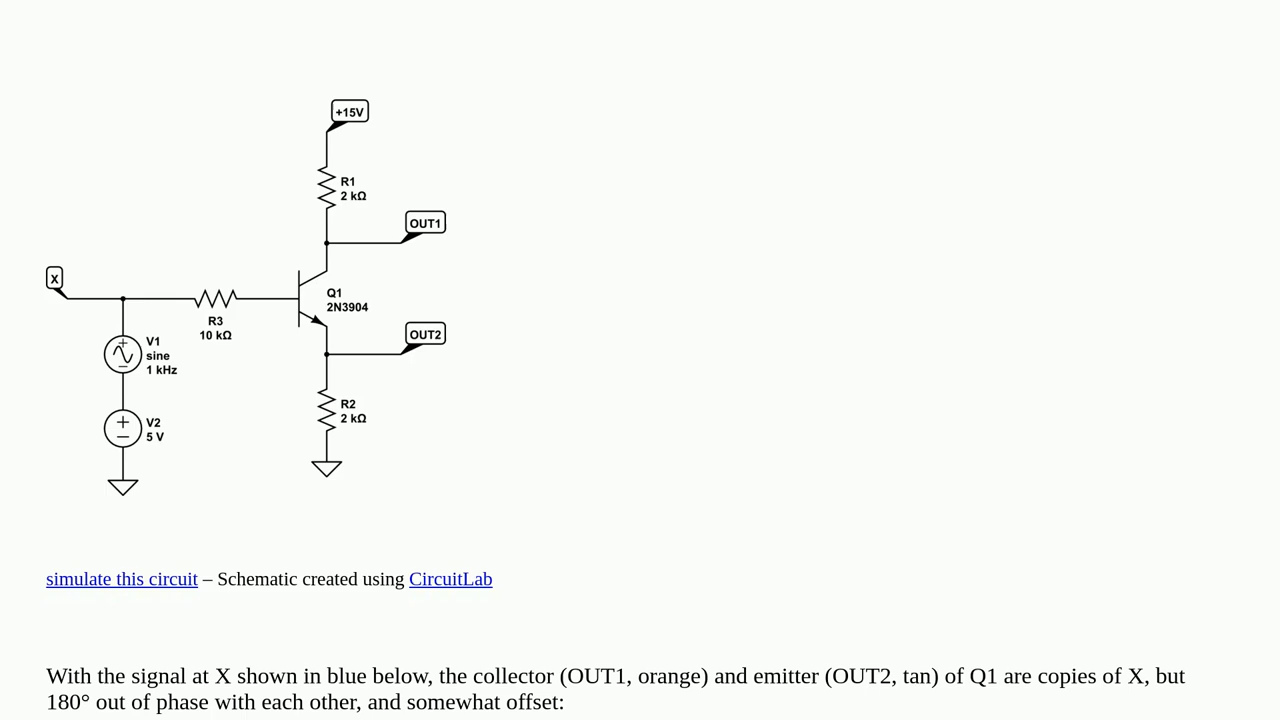 +15V
R1
2 kΩ
OUT1
X
Q1
2N3904
R3
10 kΩ
OUT2
V1
sine
1 kHz
R2
2 kΩ
V2
5 V
simulate this circuit – Schematic created using CircuitLab
With the signal at X shown in blue below, the collector (OUT1, orange) and emitter (OUT2, tan) of Q1 are copies of X, but
180° out of phase with each other, and somewhat offset: